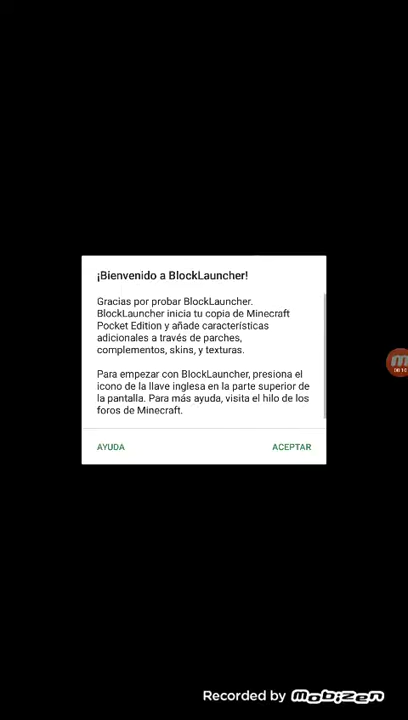 ¡Bienvenido a BlockLauncher!
Gracias por probar BlockLauncher.
BlockLauncher inicia tu copia de Minecraft
Pocket Edition y añade características
adicionales a través de parches,
complementos, skins, y texturas.
Para empezar con BlockLauncher, presiona el
icono de la llave inglesa en la parte superior de
la pantalla. Para más ayuda, visita el hilo de los
foros de Minecraft.
AYUDA
ACEPTAR
Recorded by mobizen